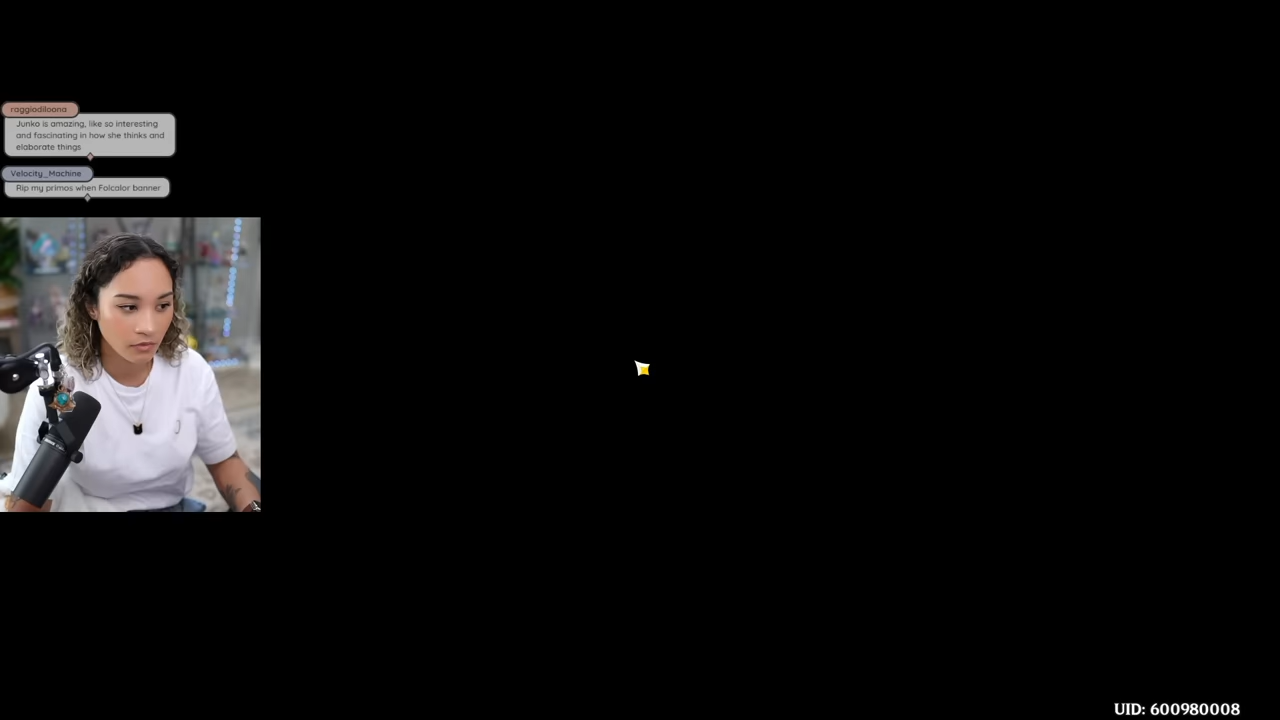 raggiodiloana
Junko is amazing, like so interesting
and fascinating in how she thinks and
elaborate things
Velocity_Machine
Rip my primos when Folcalor banner
UID: 600980008